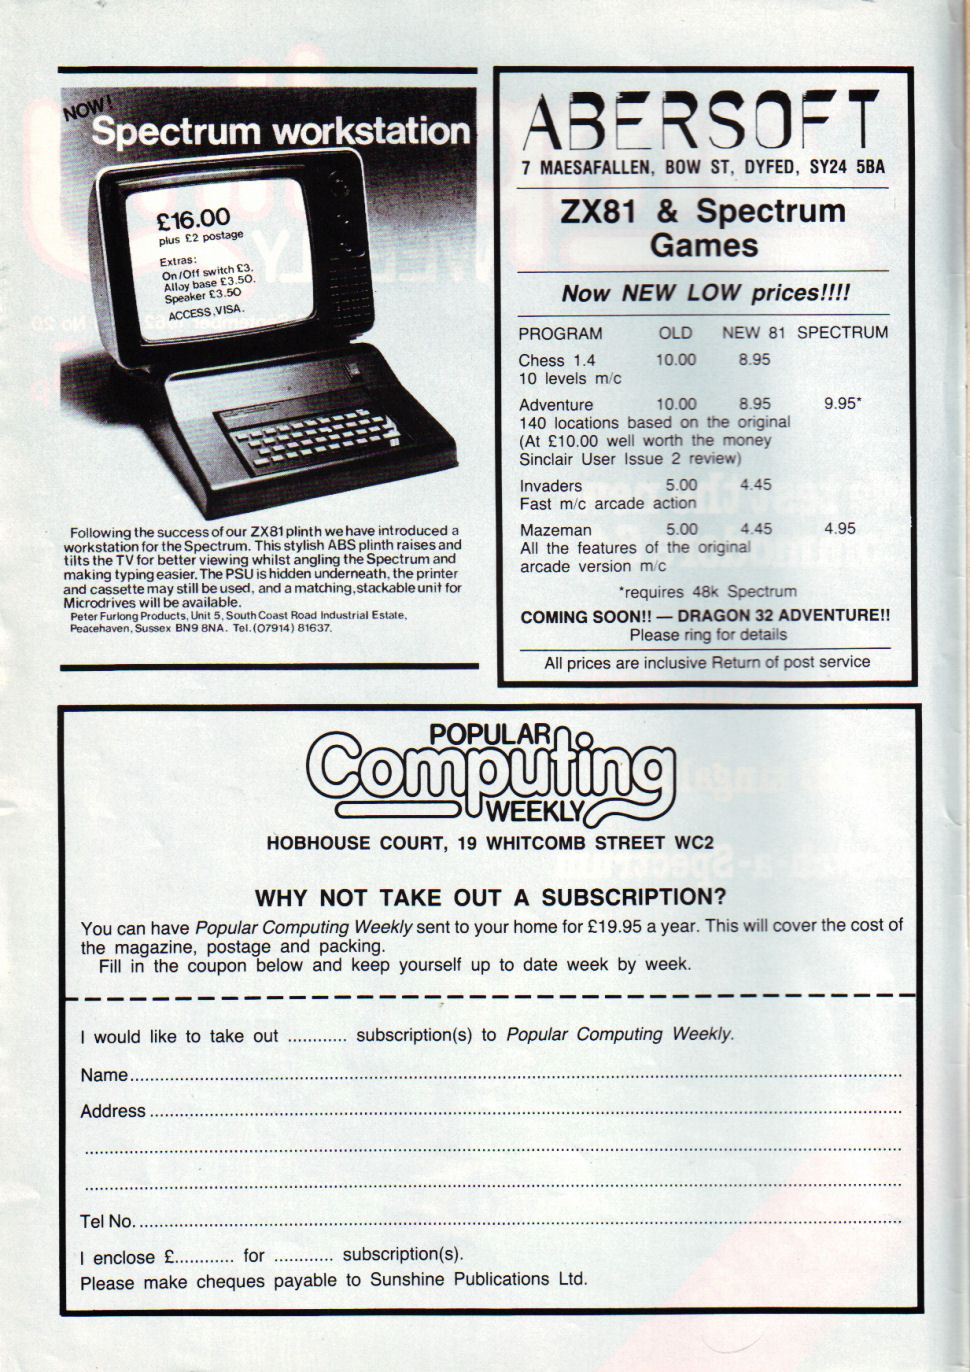 NOW!
Spectrum workstation
£16.00
plus £2 postage
Extras:
On/Off switch £3.
Alloy base £3.50.
Speaker £3.50
ACCESS, VISA.
Following the success of our ZX81 plinth we have introduced a
workstation for the Spectrum. This stylish ABS plinth raises and
tilts the TV for better viewing whilst angling the Spectrum and
making typing easier. The PSU is hidden underneath, the printer
and cassette may still be used, and a matching, stackable unit for
Microdrives will be available.
Peter Furlong Products, Unit 5, South Coast Road Industrial Estate,
Peacehaven, Sussex BN9 8NA. Tel. (07914) 81637.
ABERSOFT
7 MAESAFALLEN, BOW ST, DYFED, SY24 5BA
ZX81 & Spectrum
Games
Now NEW LOW prices!!!!
PROGRAM OLD NEW 81 SPECTRUM
Chess 1.4 10.00 8.95
10 levels m/c
Adventure 10.00 8.95 9.95*
140 locations based on the original
(At £10.00 well worth the money
Sinclair User Issue 2 review)
Invaders 5.00 4.45
Fast m/c arcade action
Mazeman 5.00 4.45 4.95
All the features of the original
arcade version m/c
*requires 48k Spectrum
COMING SOON!! — DRAGON 32 ADVENTURE!!
Please ring for details
All prices are inclusive Return of post service
POPULAR
Computing
WEEKLY
HOBHOUSE COURT, 19 WHITCOMB STREET WC2
WHY NOT TAKE OUT A SUBSCRIPTION?
You can have Popular Computing Weekly sent to your home for £19.95 a year. This will cover the cost of
the magazine, postage and packing.
Fill in the coupon below and keep yourself up to date week by week.
I would like to take out ............ subscription(s) to Popular Computing Weekly.
Name
Address
Tel No.
I enclose £............ for ............ subscription(s).
Please make cheques payable to Sunshine Publications Ltd.